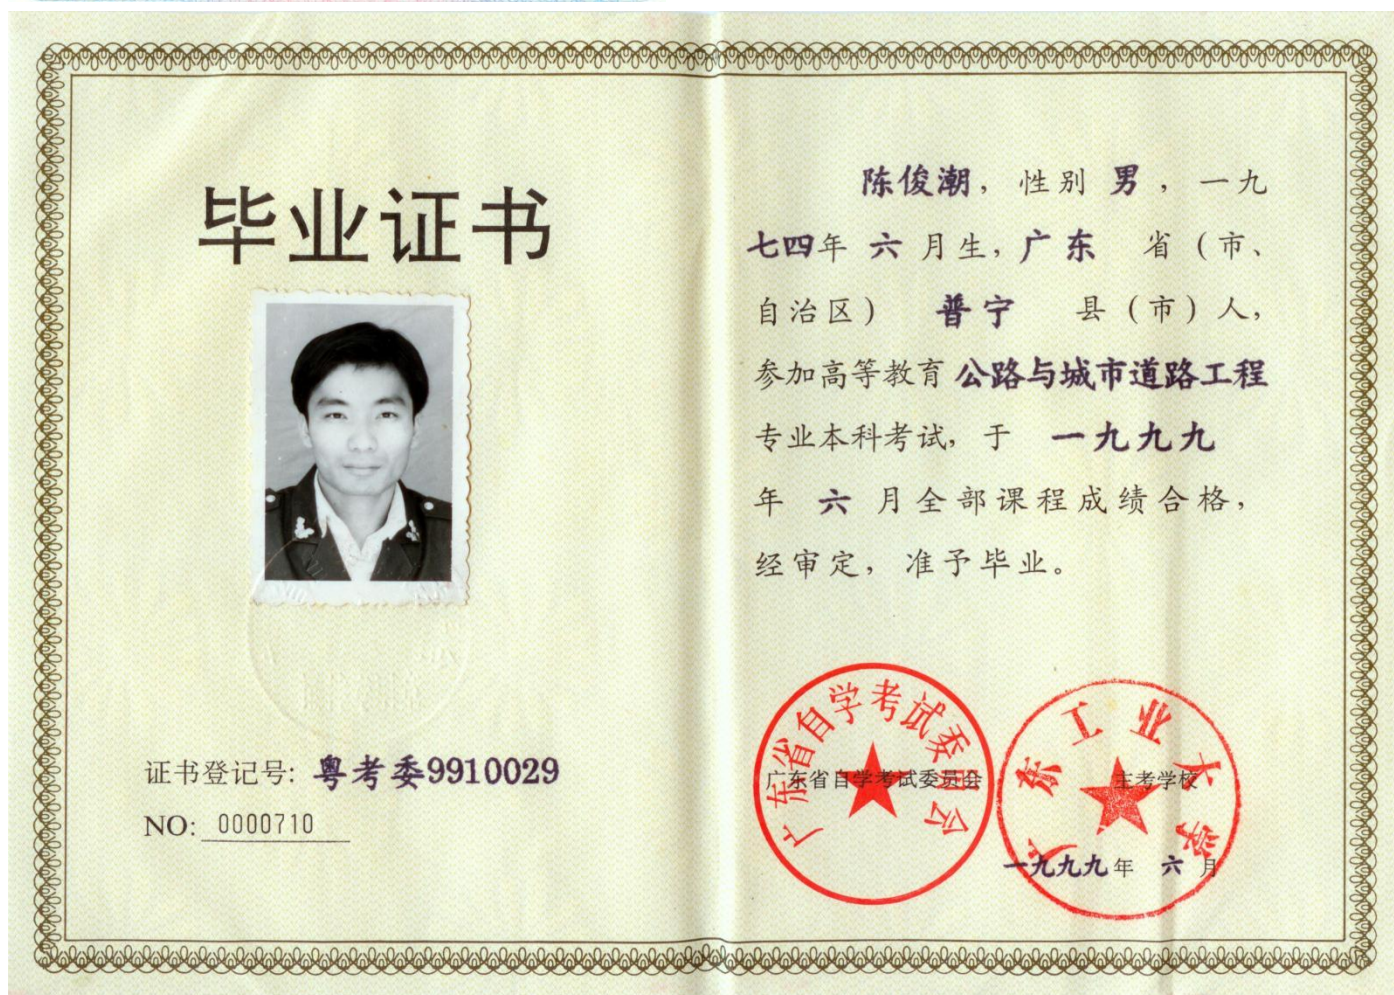 毕业证书
证书登记号: 粤考委9910029
NO: 0000710
陈俊潮，性别 男，一九
七四年 六 月生，广东 省（市、
自治区） 普宁 县（市）人，
参加高等教育 公路与城市道路工程
专业本科考试，于 一九九九
年 六 月全部课程成绩合格，
经审定，准予毕业。
广东省自学考试委员会
广东省自学考试委员会
主考学校
广东工业大学
一九九九年 六 月